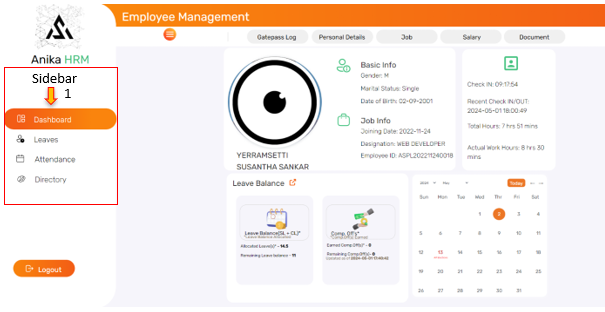 Employee Management
Anika HRM
Gatepass Log
Personal Details
Job
Salary
Document
Sidebar
1
Dashboard
Leaves
Attendance
Directory
Logout
YERRAMSETTI
SUSANTHA SANKAR
Basic Info
Gender: M
Marital Status: Single
Date of Birth: 02-09-2001
Job Info
Joining Date: 2022-11-24
Designation: WEB DEVELOPER
Employee ID: ASPL202211240018
Check IN: 09:17:54
Recent Check IN/OUT:
2024-05-01 18:00:49
Total Hours: 7 hrs 51 mins
Actual Work Hours: 8 hrs 30
mins
Leave Balance
Leave Balance(SL + CL)*
Allocated Leave(s)* - 14.5
Remaining Leave balance - 11
Comp. Off(s)*
Earned Comp.Off(s)- 0
Remaining Comp.Off(s)- 0
2024 May Today
Sun Mon Tue Wed Thu Fri Sat
1 2 3 4
5 6 7 8 9 10 11
12 13 14 15 16 17 18
19 20 21 22 23 24 25
26 27 28 29 30 31